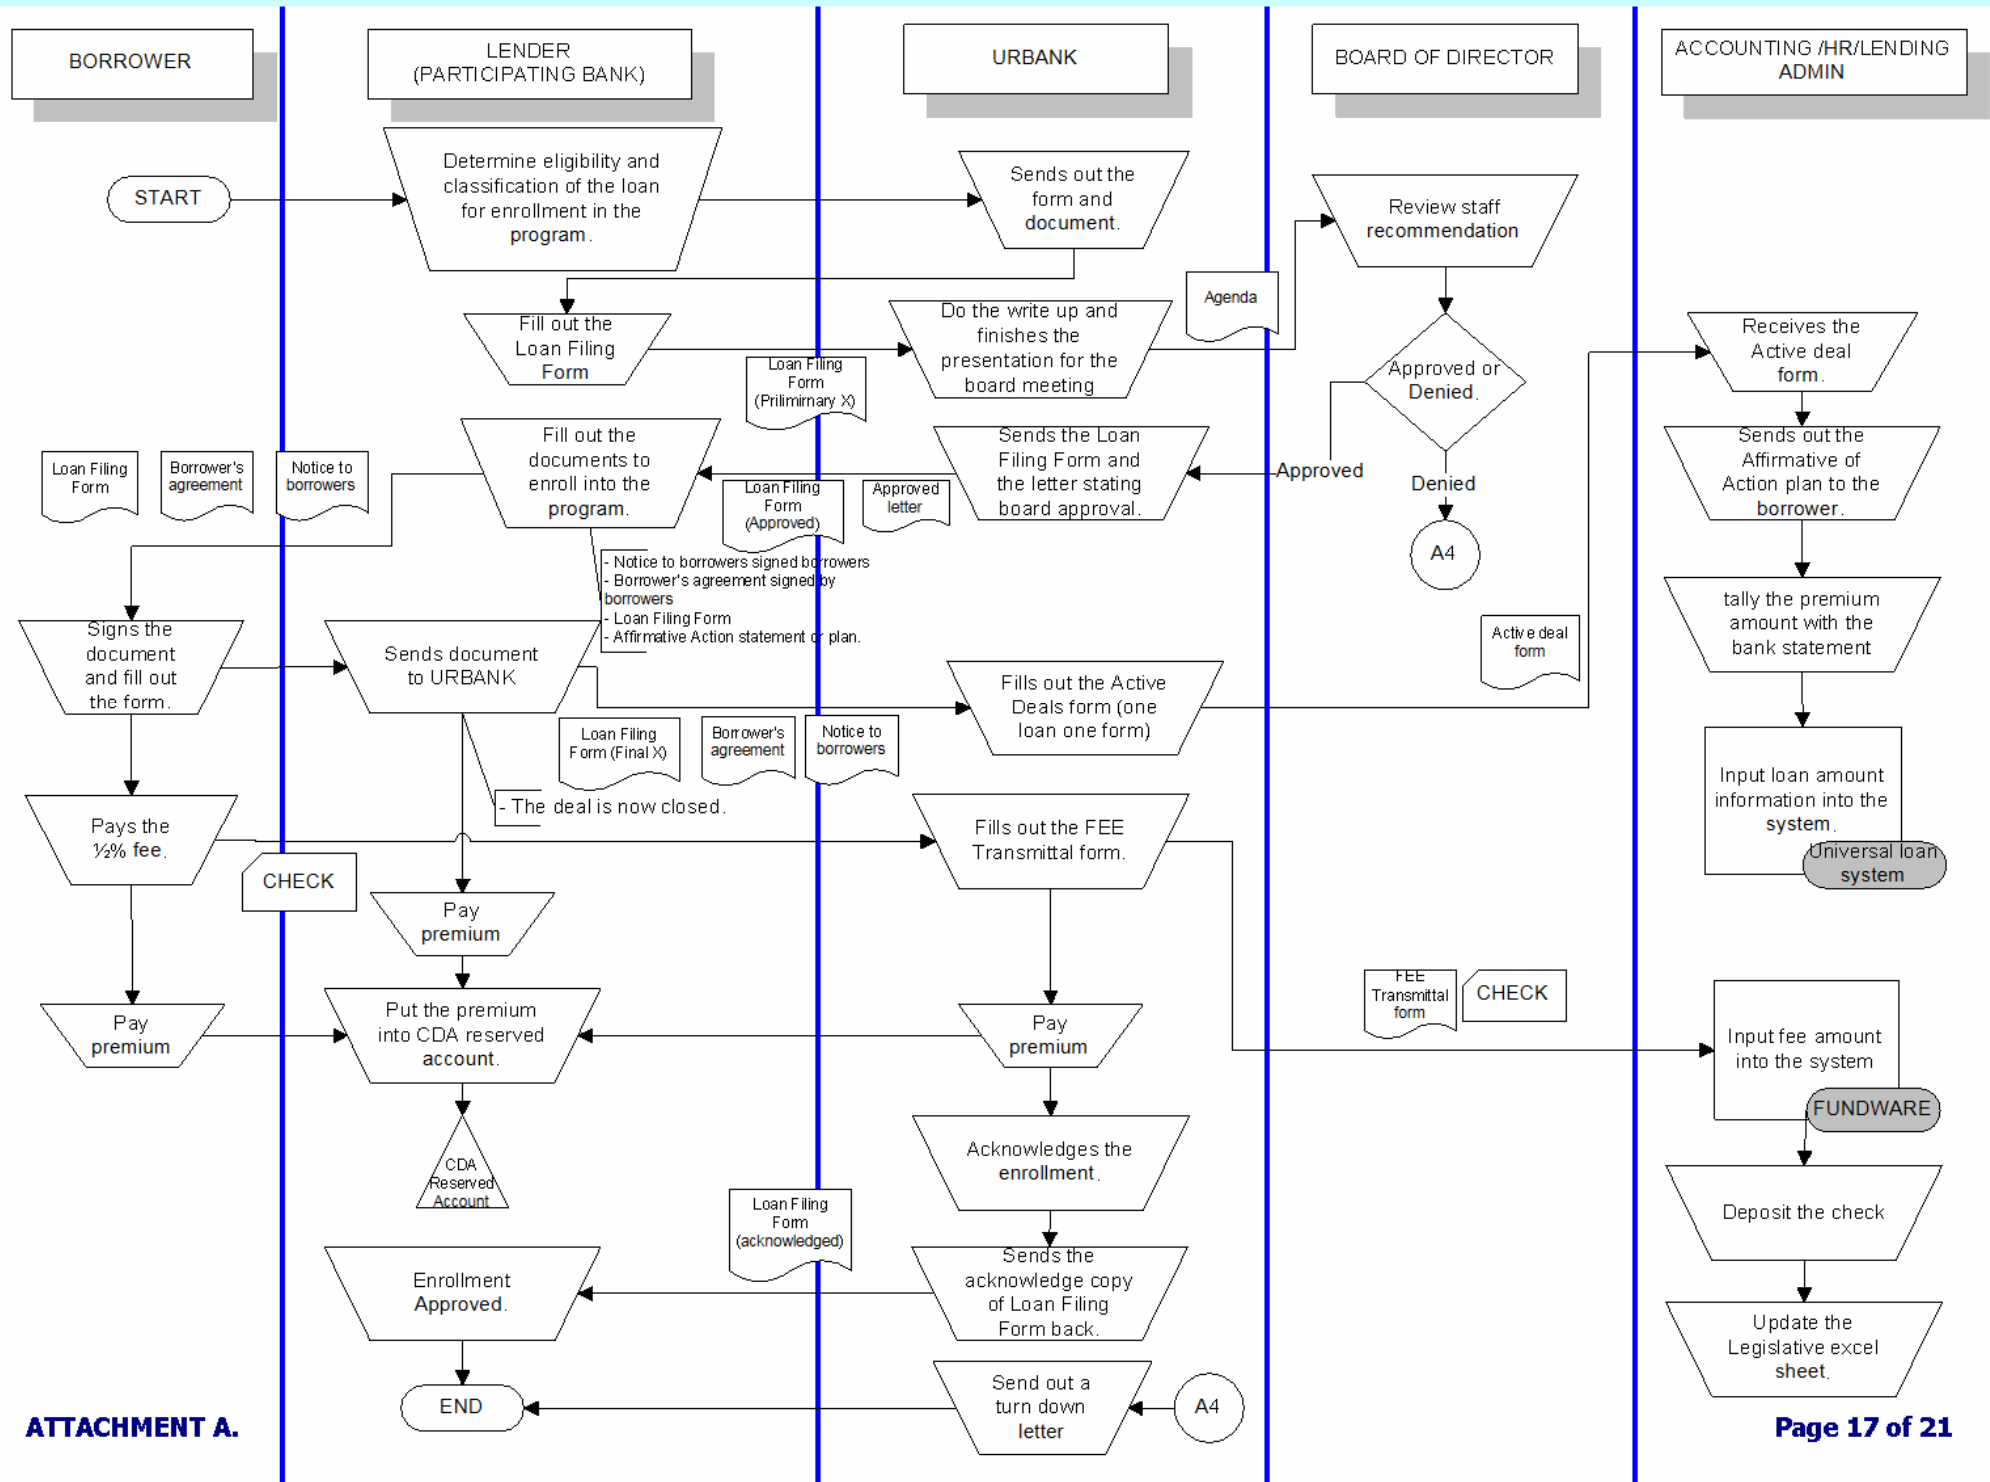 BORROWER
LENDER
(PARTICIPATING BANK)
URBANK
BOARD OF DIRECTOR
ACCOUNTING /HR/LENDING
ADMIN
START
Determine eligibility and
classification of the loan
for enrollment in the
program.
Sends out the
form and
document.
Review staff
recommendation
Agenda
Fill out the
Loan Filing
Form
Loan Filing
Form
(Prilimirnary X)
Do the write up and
finishes the
presentation for the
board meeting
Approved or
Denied.
Receives the
Active deal
form.
Loan Filing
Form
Borrower's
agreement
Notice to
borrowers
Fill out the
documents to
enroll into the
program.
Loan Filing
Form
(Approved)
Approved
letter
Sends the Loan
Filing Form and
the letter stating
board approval.
Approved
Denied
A4
Sends out the
Affirmative of
Action plan to the
borrower.
- Notice to borrowers signed borrowers
- Borrower's agreement signed by
borrowers
- Loan Filing Form
- Affirmative Action statement or plan.
tally the premium
amount with the
bank statement
Signs the
document
and fill out
the form.
Sends document
to URBANK
Fills out the Active
Deals form (one
loan one form)
Active deal
form
Loan Filing
Form (Final X)
Borrower's
agreement
Notice to
borrowers
- The deal is now closed.
Input loan amount
information into the
system.
Universal loan
system
Pays the
½% fee.
CHECK
Fills out the FEE
Transmittal form.
Pay
premium
FEE
Transmittal
form
CHECK
Pay
premium
Put the premium
into CDA reserved
account.
Pay
premium
Input fee amount
into the system
FUNDWARE
CDA
Reserved
Account
Acknowledges the
enrollment.
Deposit the check
Loan Filing
Form
(acknowledged)
Enrollment
Approved.
Sends the
acknowledge copy
of Loan Filing
Form back.
Update the
Legislative excel
sheet.
END
Send out a
turn down
letter
A4
ATTACHMENT A.
Page 17 of 21